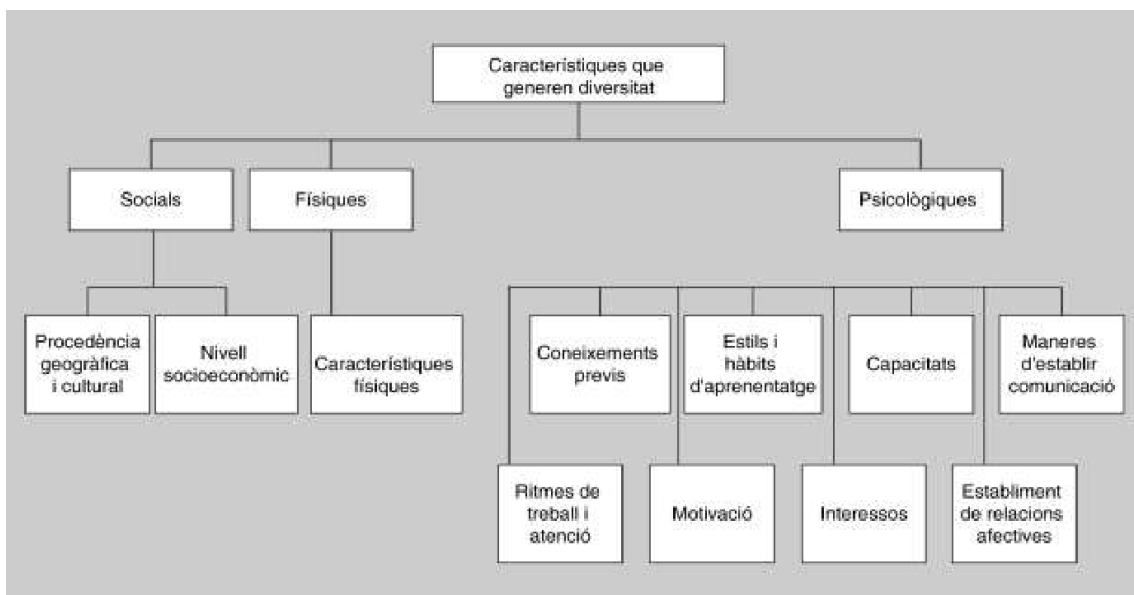 Característiques que
generen diversitat
Socials
Físiques
Psicològiques
Procedència
geogràfica
i cultural
Nivell
socioeconòmic
Característiques
físiques
Coneixements
previs
Estils i
hàbits
d'aprenentatge
Capacitats
Maneres
d'establir
comunicació
Ritmes de
treball i
atenció
Motivació
Interessos
Establiment
de relacions
afectives